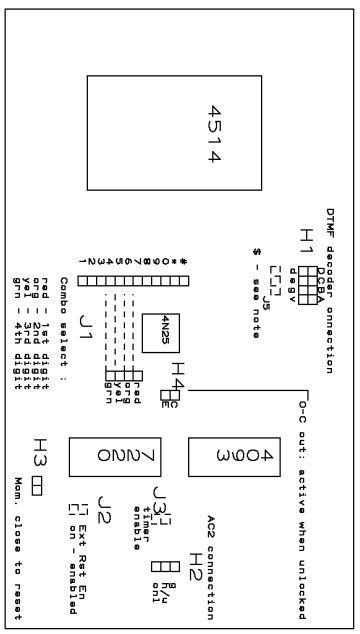 4514
DTMF decoder onnection
H1
DCBA
degv
J5
$ - see note
1
2
3
4
5
6
7
8
9
0
*
#
Combo select :
red - 1st digit
org - 2nd digit
yel - 3rd digit
grn - 4th digit
J1
4N25
red
org
yel
grn
H4
C
E
O-C out: active when unlocked
7220
4093
H3
Mom. close to reset
J2
Ext Rst En
on - enabled
J3
timer
enable
AC2 connection
H2
g
h/u
onl